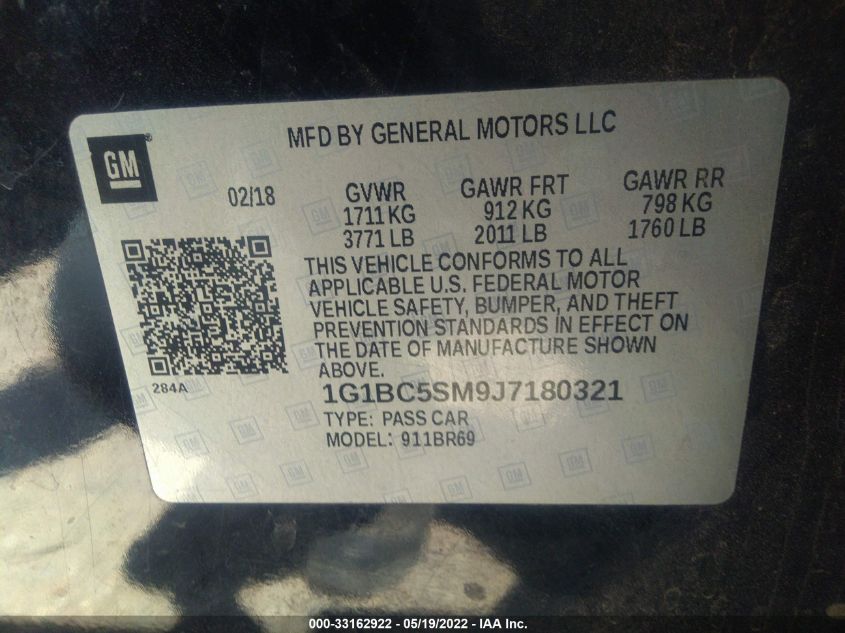 MFD BY GENERAL MOTORS LLC
GM
02/18 GVWR GAWR FRT GAWR RR
1711 KG 912 KG 798 KG
3771 LB 2011 LB 1760 LB
THIS VEHICLE CONFORMS TO ALL
APPLICABLE U.S. FEDERAL MOTOR
VEHICLE SAFETY, BUMPER, AND THEFT
PREVENTION STANDARDS IN EFFECT ON
THE DATE OF MANUFACTURE SHOWN
ABOVE.
284A
1G1BC5SM9J7180321
TYPE: PASS CAR
MODEL: 911BR69
000-33162922 - 05/19/2022 - IAA Inc.